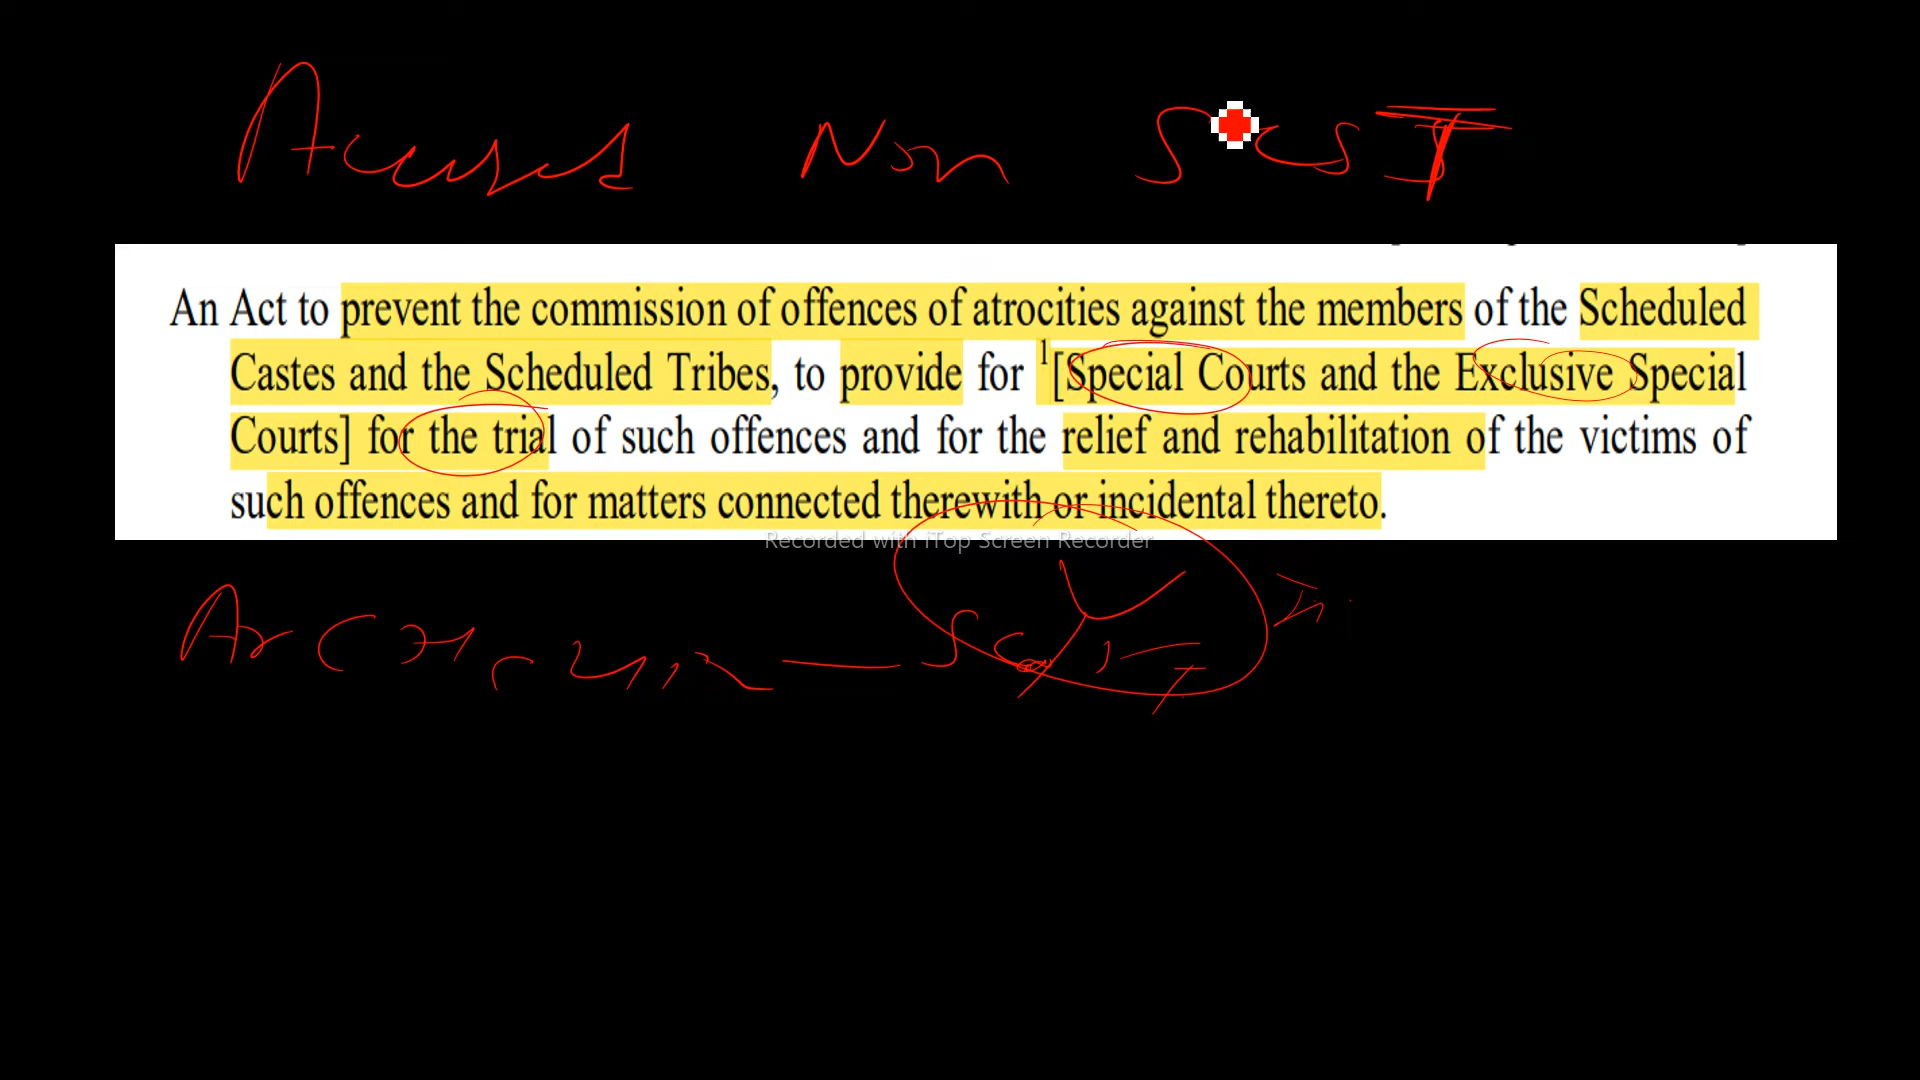 Accused Non SC ST
An Act to prevent the commission of offences of atrocities against the members of the Scheduled
Castes and the Scheduled Tribes, to provide for 1[Special Courts and the Exclusive Special
Courts] for the trial of such offences and for the relief and rehabilitation of the victims of
such offences and for matters connected therewith or incidental thereto.
Recorded with iTop Screen Recorder